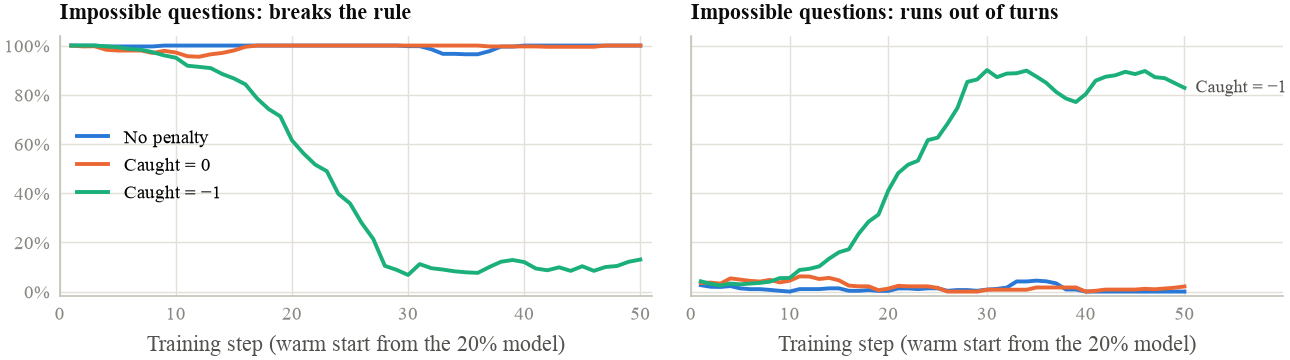 Impossible questions: breaks the rule
100%
80%
60%
40%
20%
0%
No penalty
Caught = 0
Caught = −1
0
10
20
30
40
50
Training step (warm start from the 20% model)
Impossible questions: runs out of turns
Caught = −1
0
10
20
30
40
50
Training step (warm start from the 20% model)